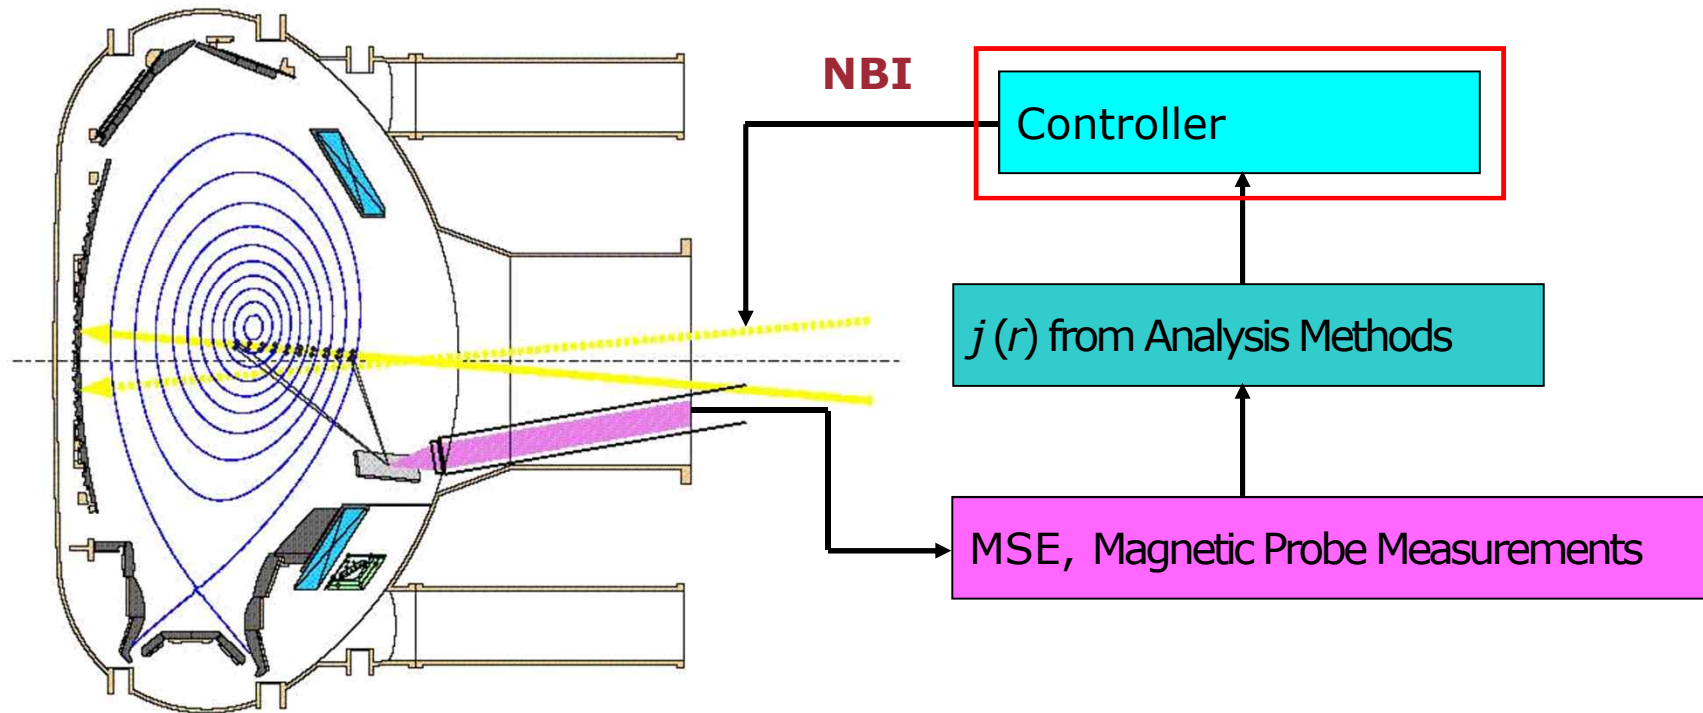 NBI
Controller
j (r) from Analysis Methods
MSE, Magnetic Probe Measurements